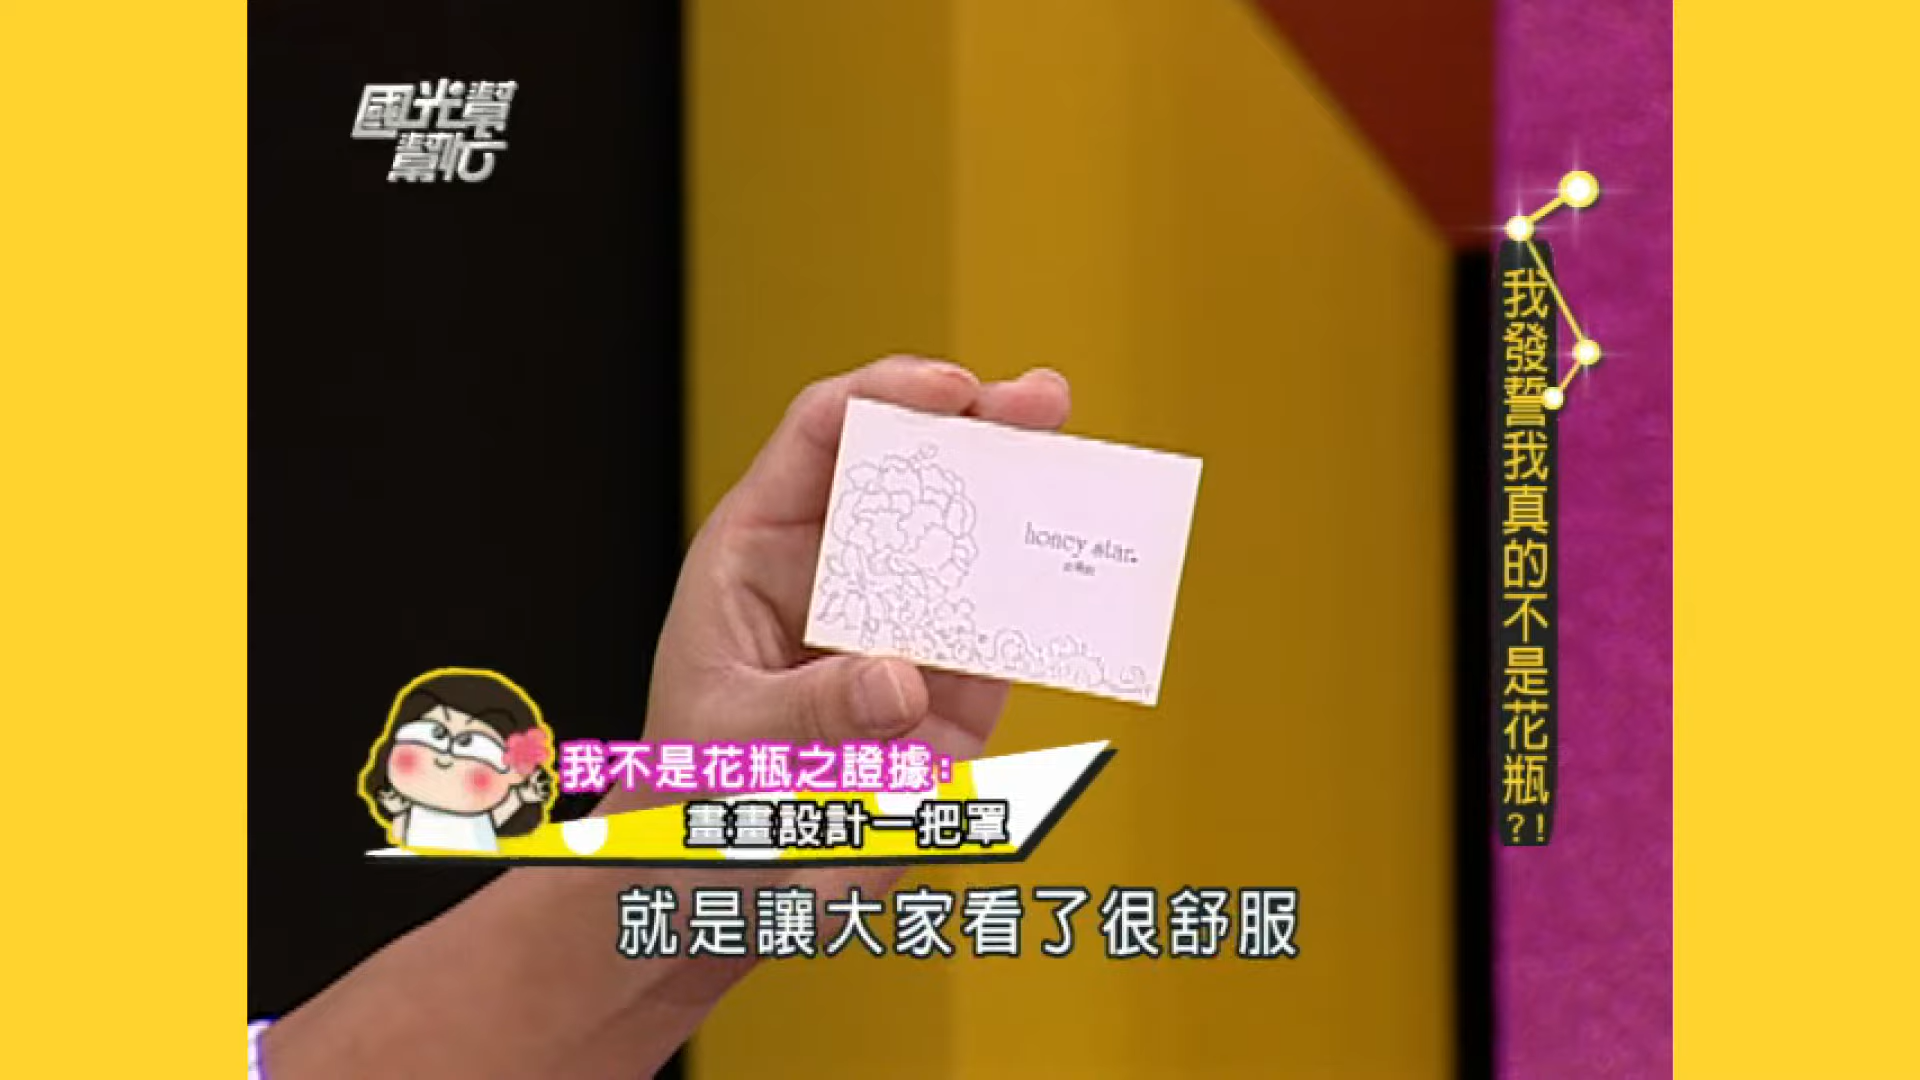 國光幫
幫忙
我發誓我真的不是花瓶?!
honey star.
我不是花瓶之證據:
畫畫設計一把罩
就是讓大家看了很舒服